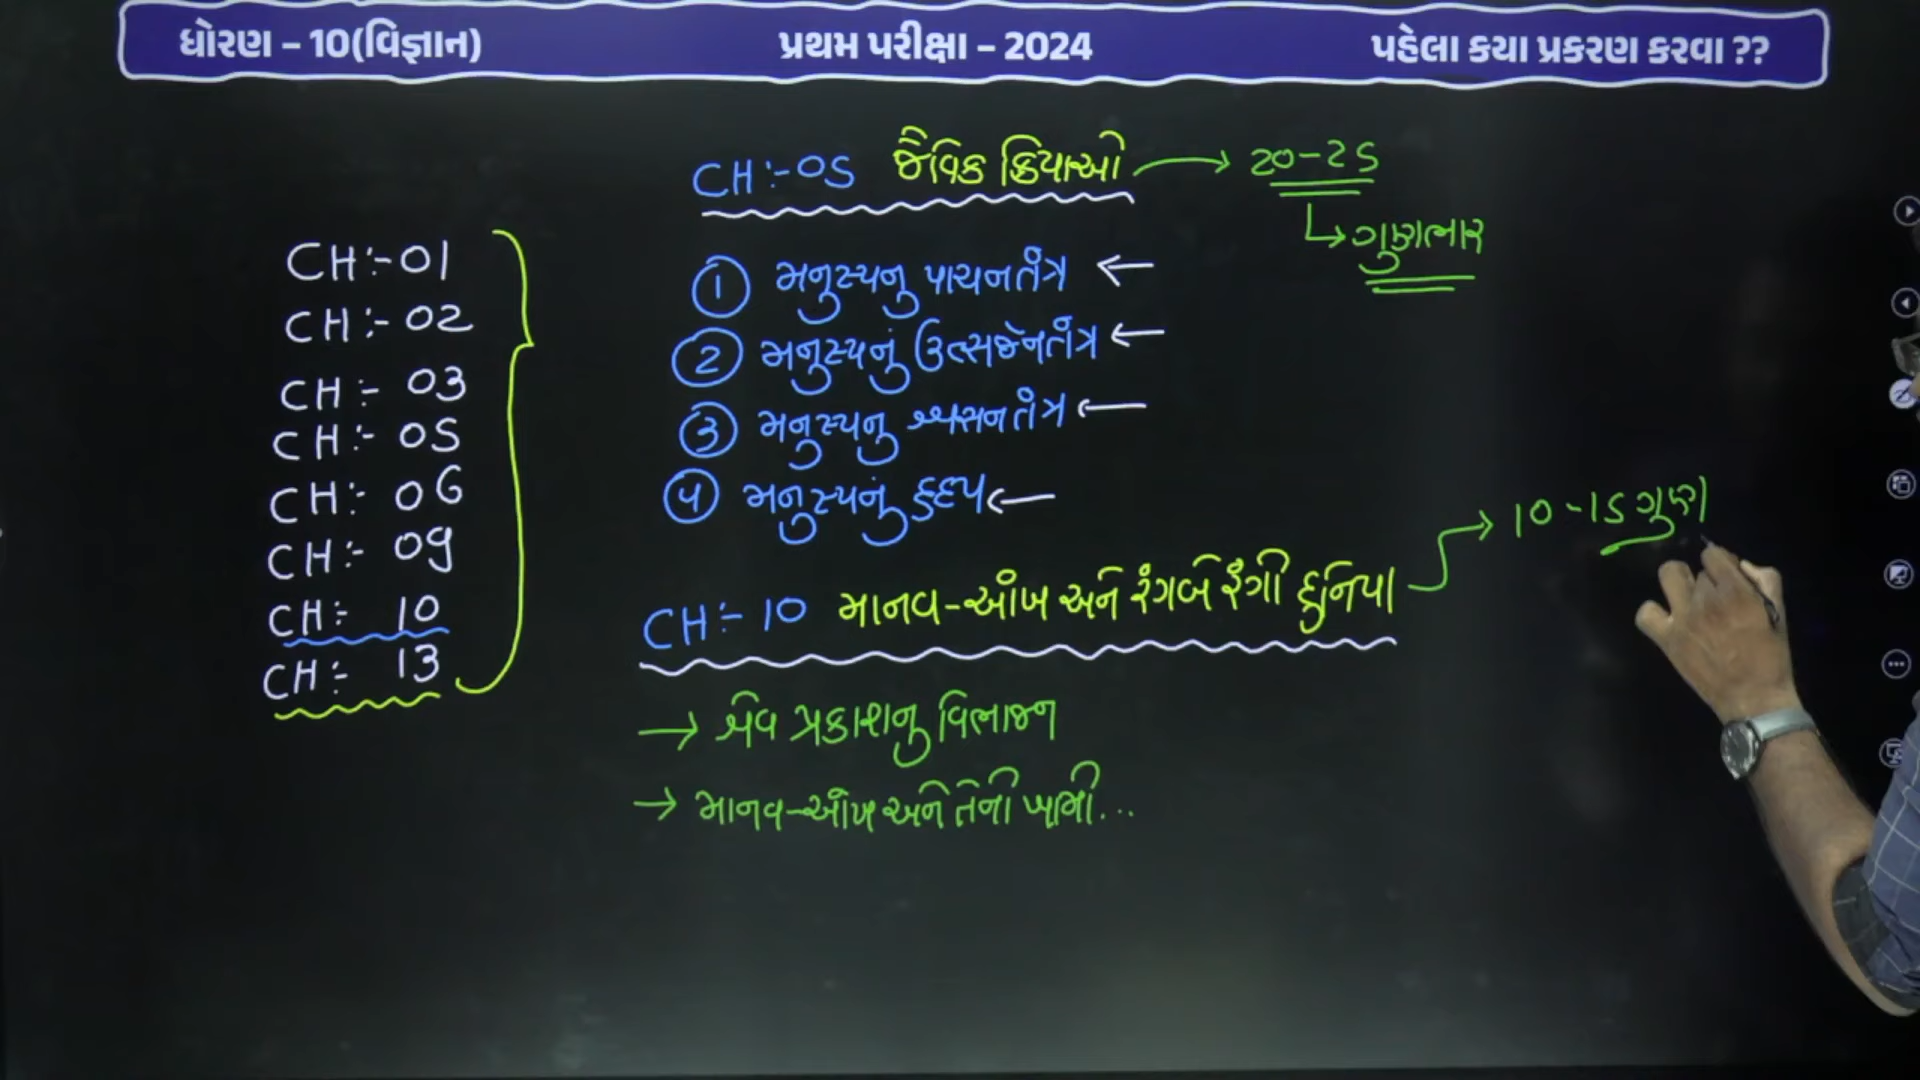 ધોરણ – 10(વિજ્ઞાન)
પ્રથમ પરીક્ષા – 2024
પહેલા કયા પ્રકરણ કરવા ??
CH:-01
CH:-02
CH:- 03
CH:- 05
CH:- 06
CH:- 09
CH:- 10
CH:- 13
CH:-05 જૈવિક ક્રિયાઓ → 20-25
ગુણભાર
1 મનુષ્યનુ પાચનતંત્ર ←
2 મનુષ્યનું ઉત્સર્જનતંત્ર ←
3 મનુષ્યનુ શ્વસનતંત્ર ←
4 મનુષ્યનું હૃદય ←
CH:- 10 માનવ-આંખ અને રંગબેરંગી દુનિયા → 10-15 ગુણ
→ શ્વેત પ્રકાશનુ વિભાજન
→ માનવ-આંખ અને તેની ખામી...